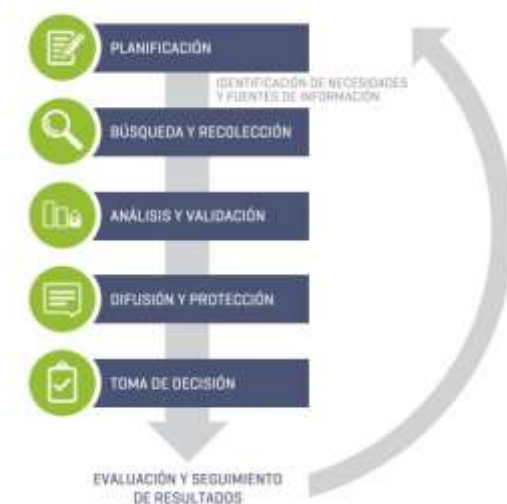 PLANIFICACIÓN
IDENTIFICACIÓN DE NECESIDADES
Y FUENTES DE INFORMACIÓN
BÚSQUEDA Y RECOLECCIÓN
ANÁLISIS Y VALIDACIÓN
DIFUSIÓN Y PROTECCIÓN
TOMA DE DECISIÓN
EVALUACIÓN Y SEGUIMIENTO
DE RESULTADOS